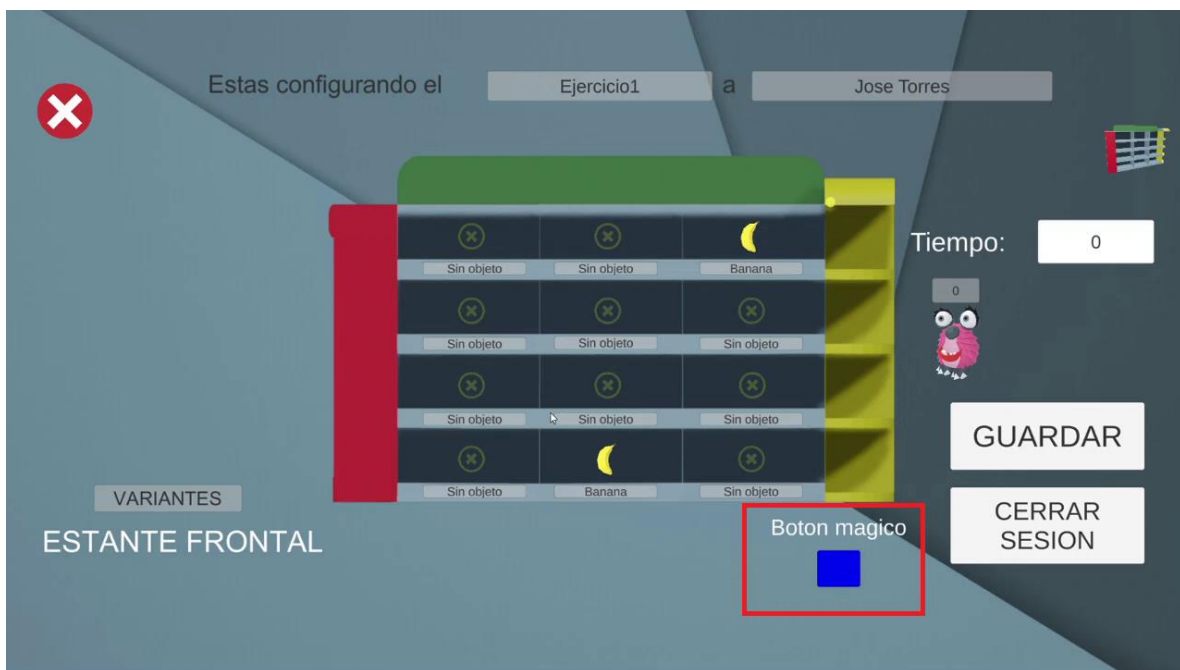 Estas configurando el Ejercicio1 a Jose Torres
Tiempo: 0
0
Sin objeto Sin objeto Banana
Sin objeto Sin objeto Sin objeto
Sin objeto Sin objeto Sin objeto
Sin objeto Banana Sin objeto
GUARDAR
VARIANTES
ESTANTE FRONTAL
Boton magico
CERRAR
SESION